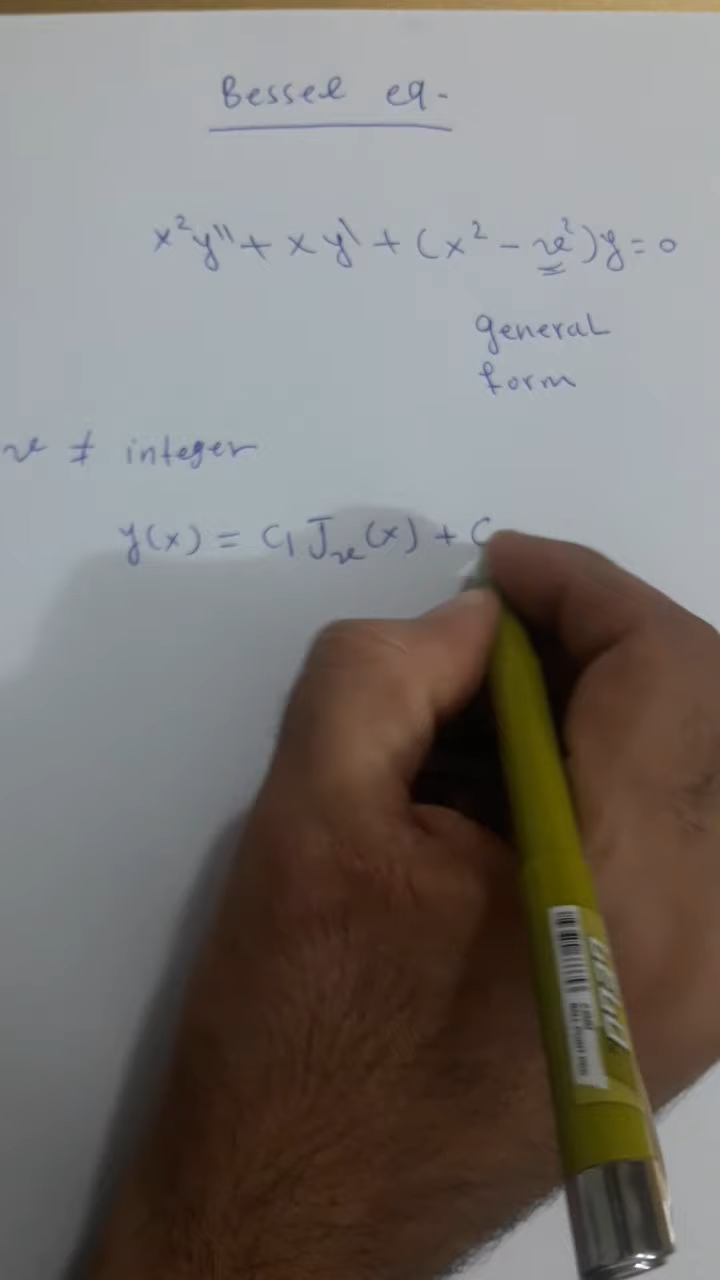 Bessel eq.
x²y'' + xy' + (x² - ν²)y = 0
general
form
ν ≠ integer
y(x) = C₁ J_ν(x) + C